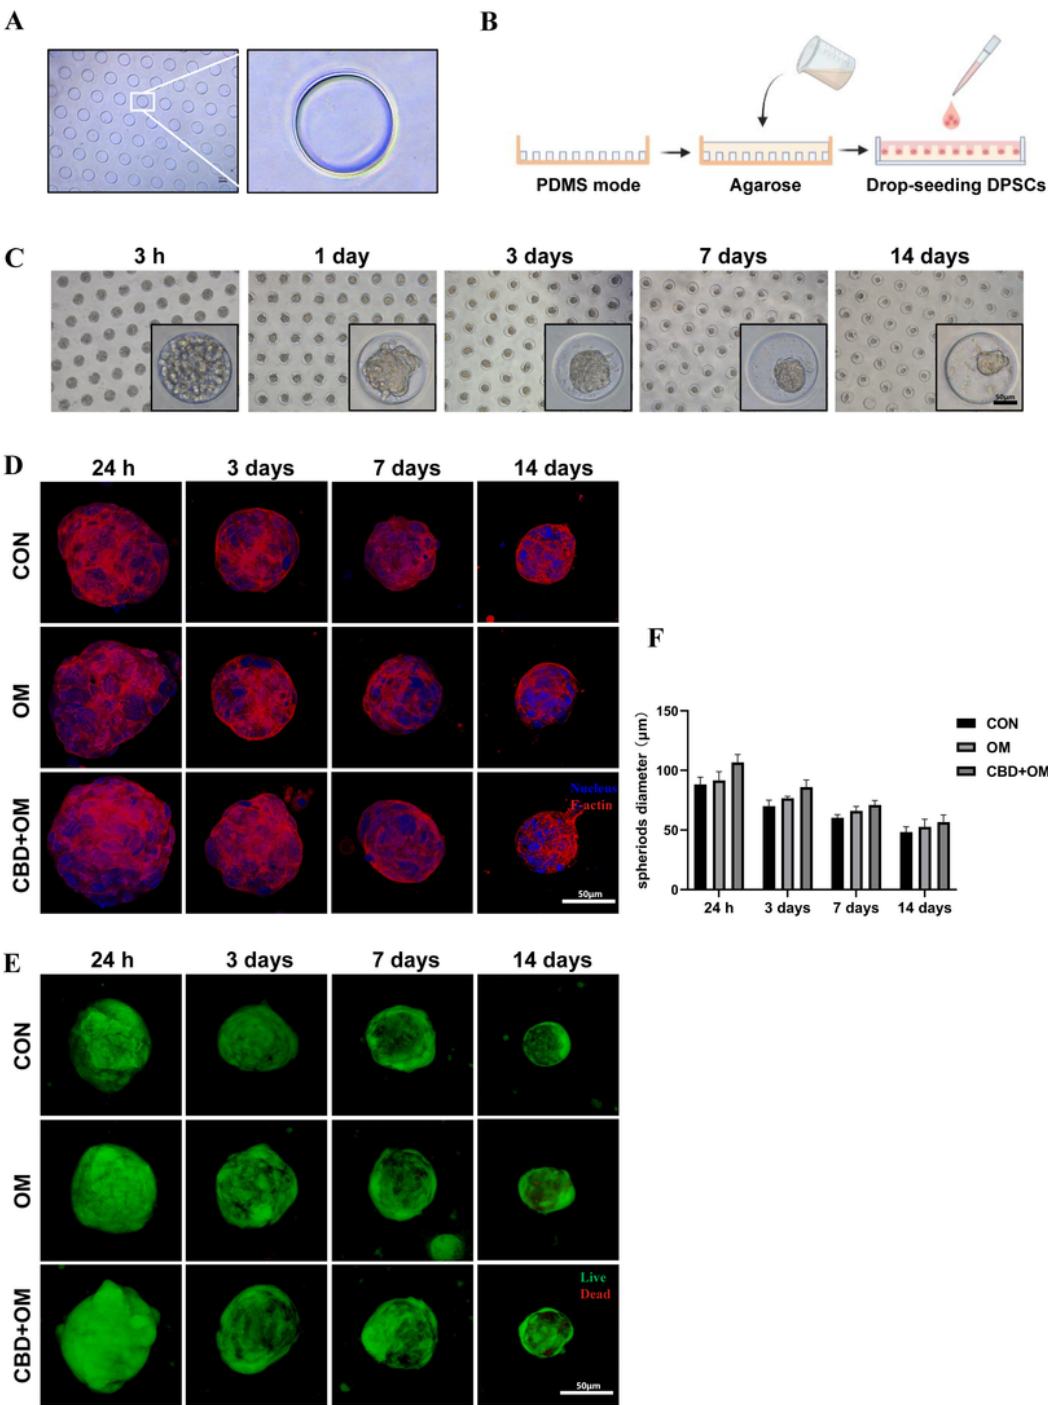 A
B
PDMS mode
Agarose
Drop-seeding DPSCs
C
3 h
1 day
3 days
7 days
14 days
50μm
D
24 h
3 days
7 days
14 days
CON
OM
CBD+OM
Nucleus
F-actin
50μm
F
150
100
50
0
spheriods diameter (μm)
24 h
3 days
7 days
14 days
CON
OM
CBD+OM
E
24 h
3 days
7 days
14 days
CON
OM
CBD+OM
Live
Dead
50μm